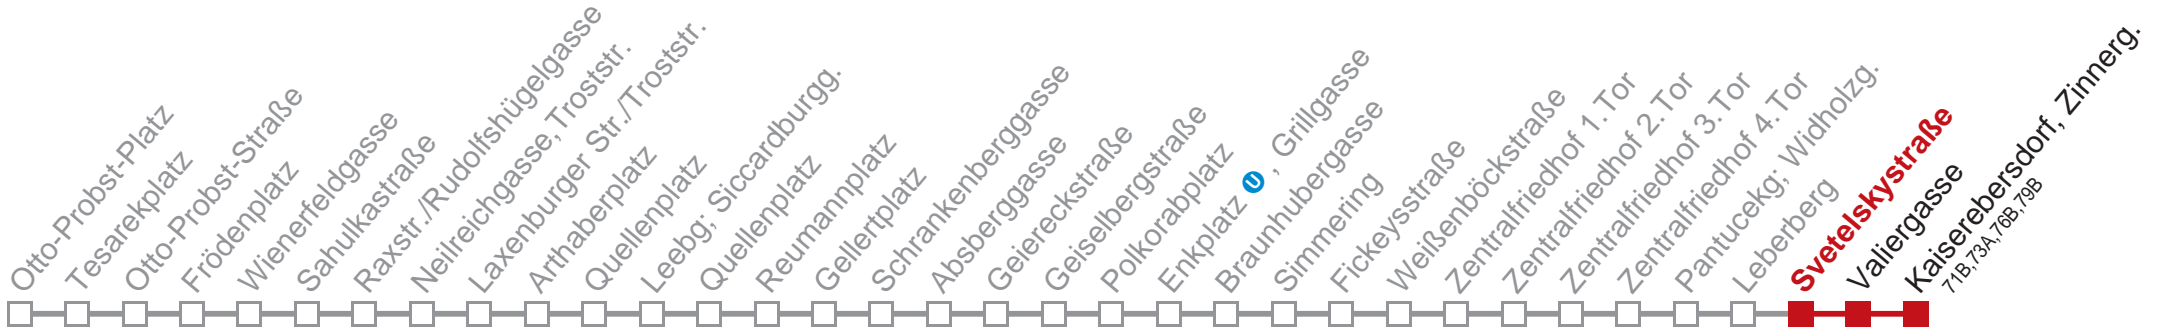 Otto-Probst-Platz
Tesarekplatz
Otto-Probst-Straße
Frödenplatz
Wienerfeldgasse
Sahulkastraße
Raxstr./Rudolfshügelgasse
Neilreichgasse, Troststr.
Laxenburger Str./Troststr.
Arthaberplatz
Quellenplatz
Leebg; Siccardburgg.
Quellenplatz
Reumannplatz
Gellertplatz
Schrankenberggasse
Absberggasse
Geiereckstraße
Geiselbergstraße
Polkorabplatz
Enkplatz U, Grillgasse
Braunhubergasse
Simmering
Fickeysstraße
Weißenböckstraße
Zentralfriedhof 1.Tor
Zentralfriedhof 2.Tor
Zentralfriedhof 3.Tor
Zentralfriedhof 4.Tor
Pantucekg; Widholzg.
Leberberg
Svetelskystraße
Valiergasse
Kaiserebersdorf, Zinnerg.
71B,73A,76B,79B